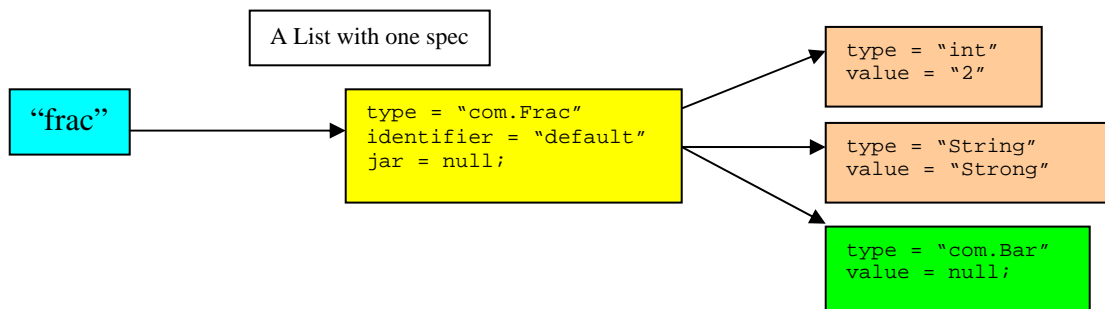 A List with one spec
“frac”
type = “com.Frac”
identifier = “default”
jar = null;
type = “int”
value = “2”
type = “String”
value = “Strong”
type = “com.Bar”
value = null;